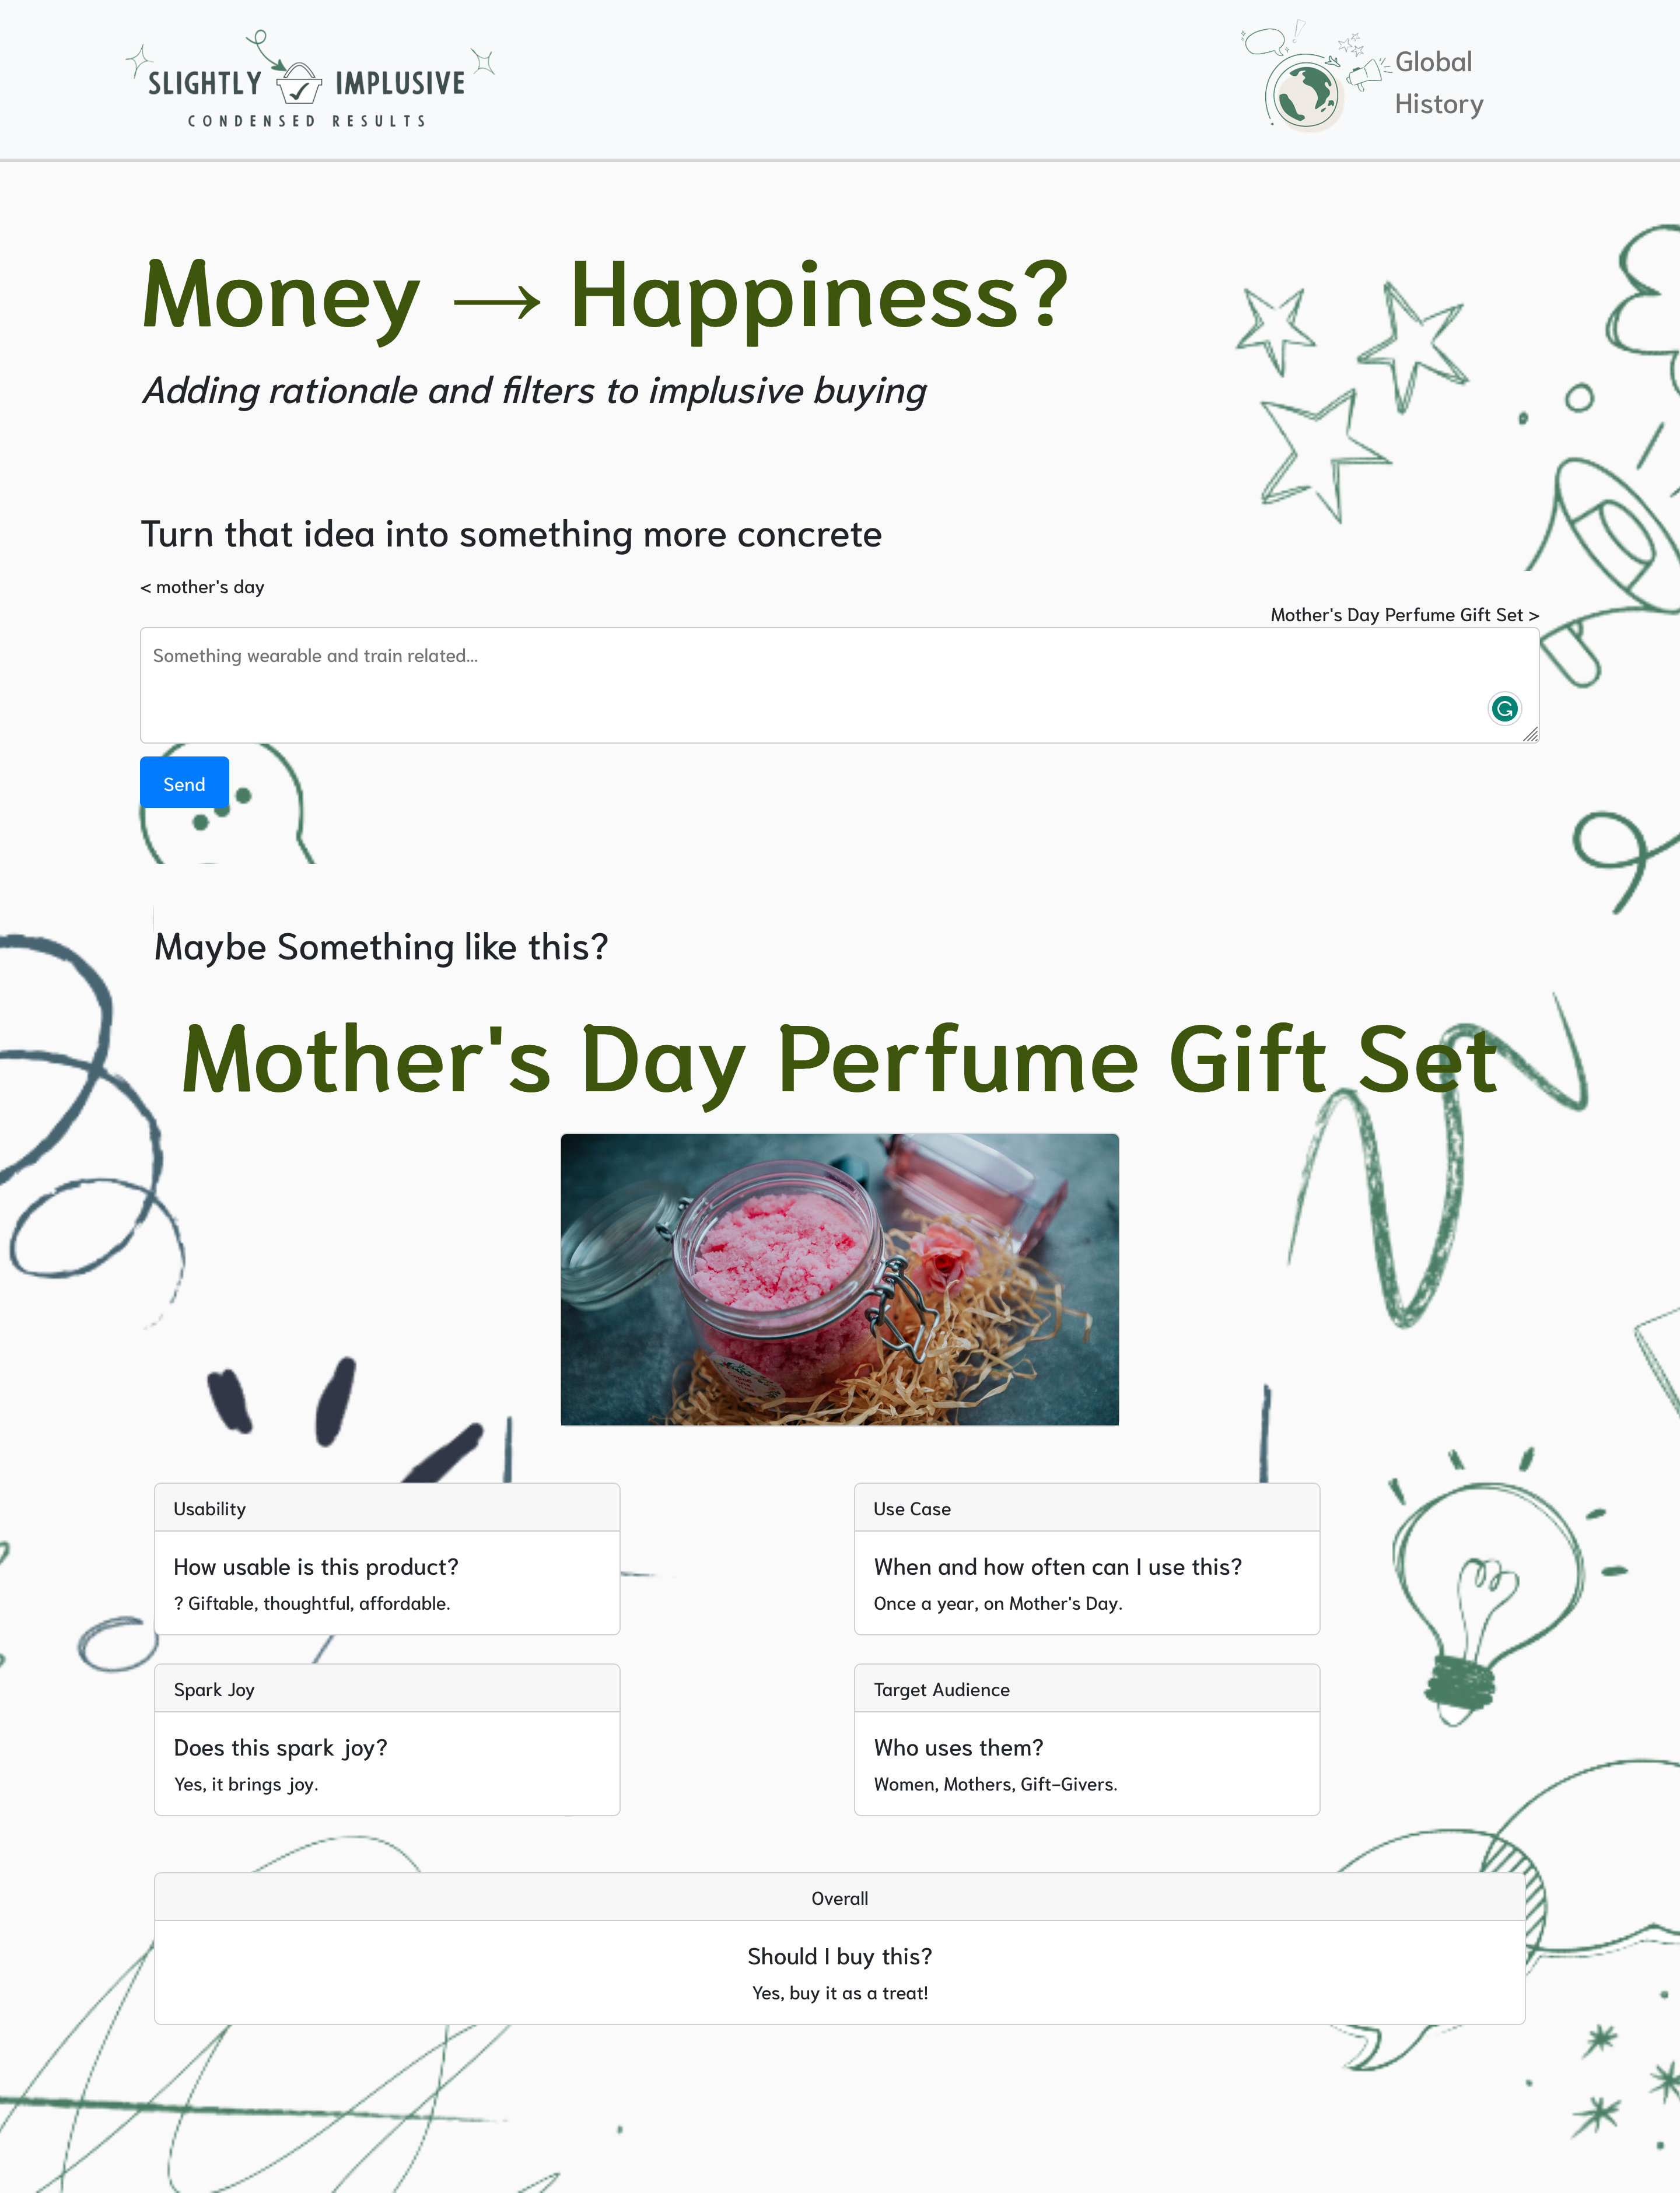 SLIGHTLY IMPLUSIVE
CONDENSED RESULTS
Global
History
Money → Happiness?
Adding rationale and filters to implusive buying
Turn that idea into something more concrete
< mother's day
Mother's Day Perfume Gift Set >
Something wearable and train related...
Send
Maybe Something like this?
Mother's Day Perfume Gift Set
Usability
How usable is this product?
? Giftable, thoughtful, affordable.
Use Case
When and how often can I use this?
Once a year, on Mother's Day.
Spark Joy
Does this spark joy?
Yes, it brings joy.
Target Audience
Who uses them?
Women, Mothers, Gift-Givers.
Overall
Should I buy this?
Yes, buy it as a treat!